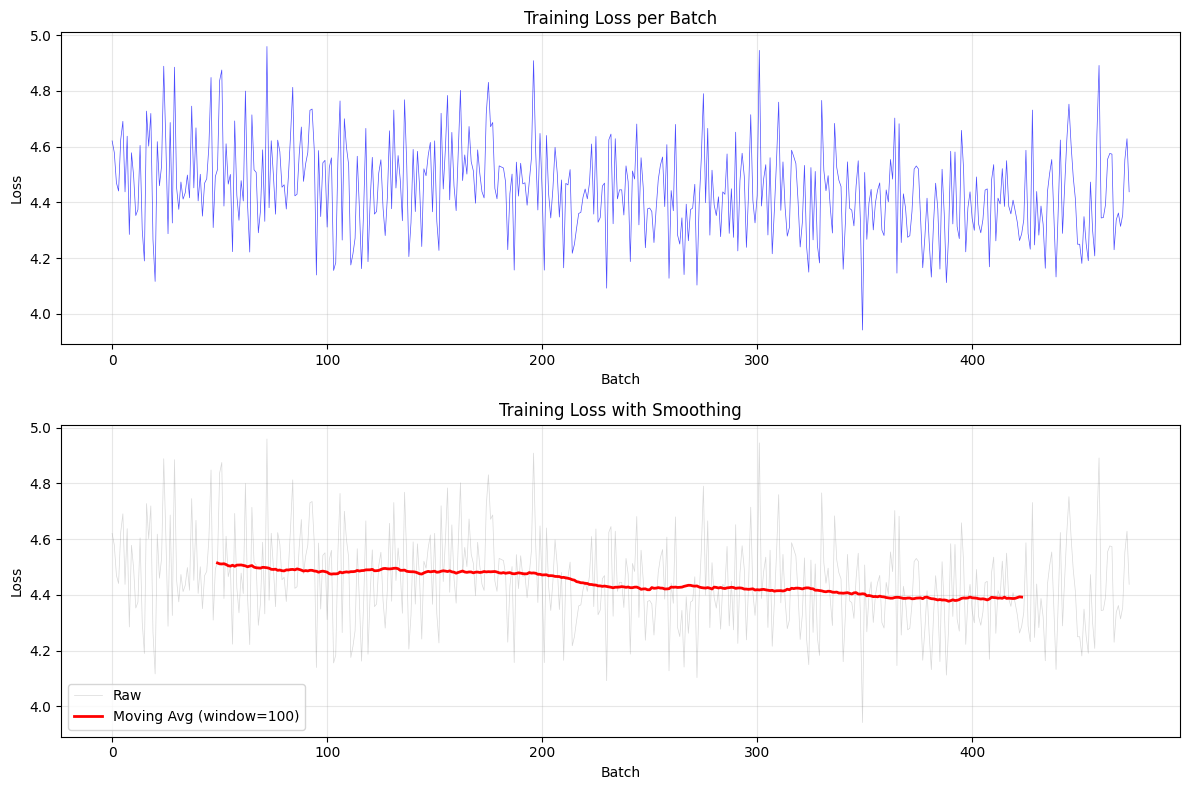 Training Loss per Batch
5.0
4.8
4.6
4.4
4.2
4.0
Loss
0 100 200 300 400
Batch
Training Loss with Smoothing
5.0
4.8
4.6
4.4
4.2
4.0
Loss
Raw
Moving Avg (window=100)
0 100 200 300 400
Batch